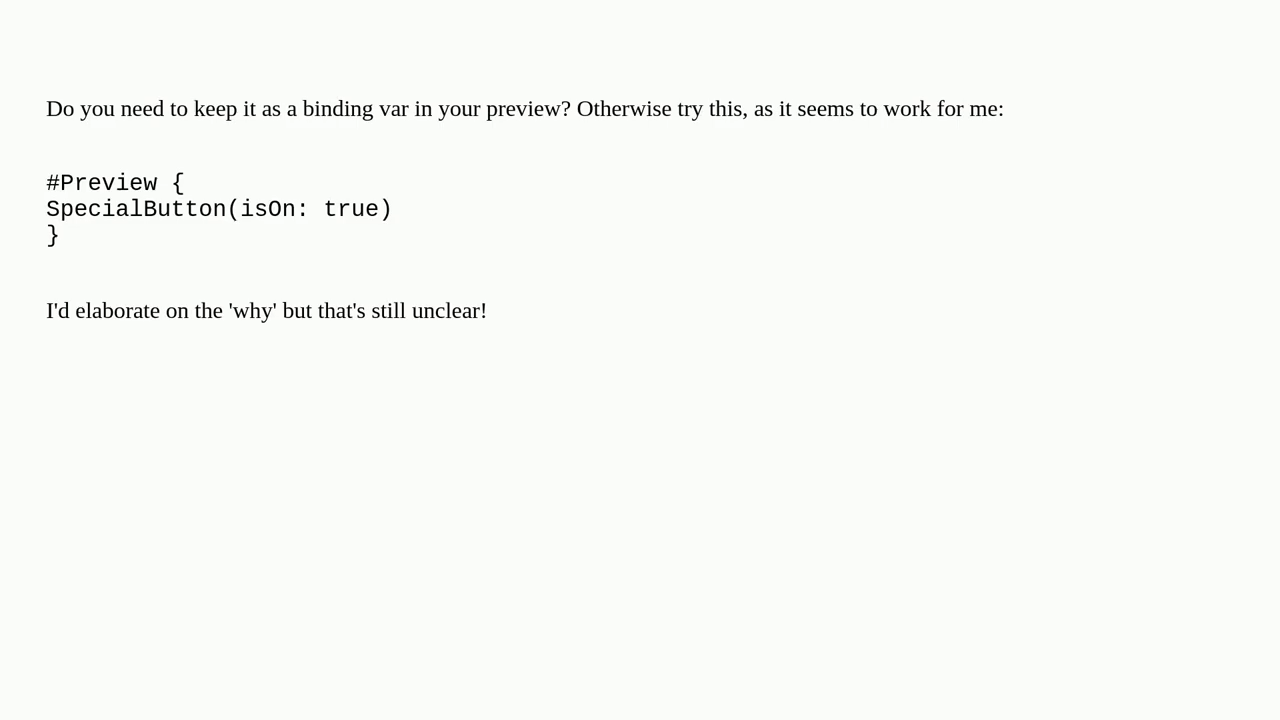 Do you need to keep it as a binding var in your preview? Otherwise try this, as it seems to work for me:
#Preview {
SpecialButton(isOn: true)
}
I'd elaborate on the 'why' but that's still unclear!